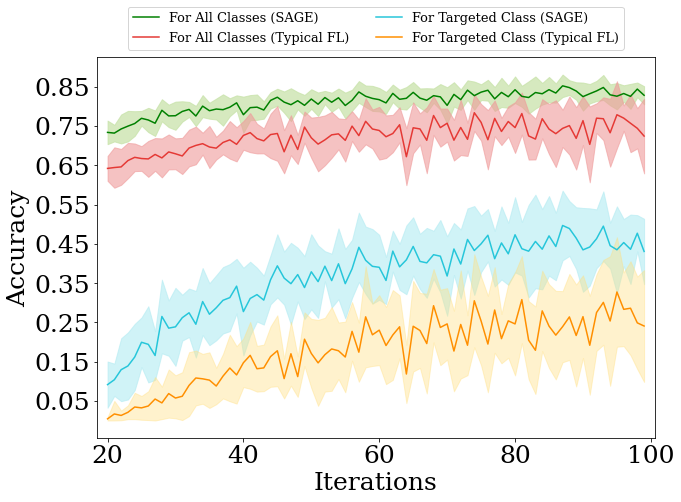 For All Classes (SAGE)
For All Classes (Typical FL)
For Targeted Class (SAGE)
For Targeted Class (Typical FL)
Accuracy
0.85
0.75
0.65
0.55
0.45
0.35
0.25
0.15
0.05
20
40
60
80
100
Iterations